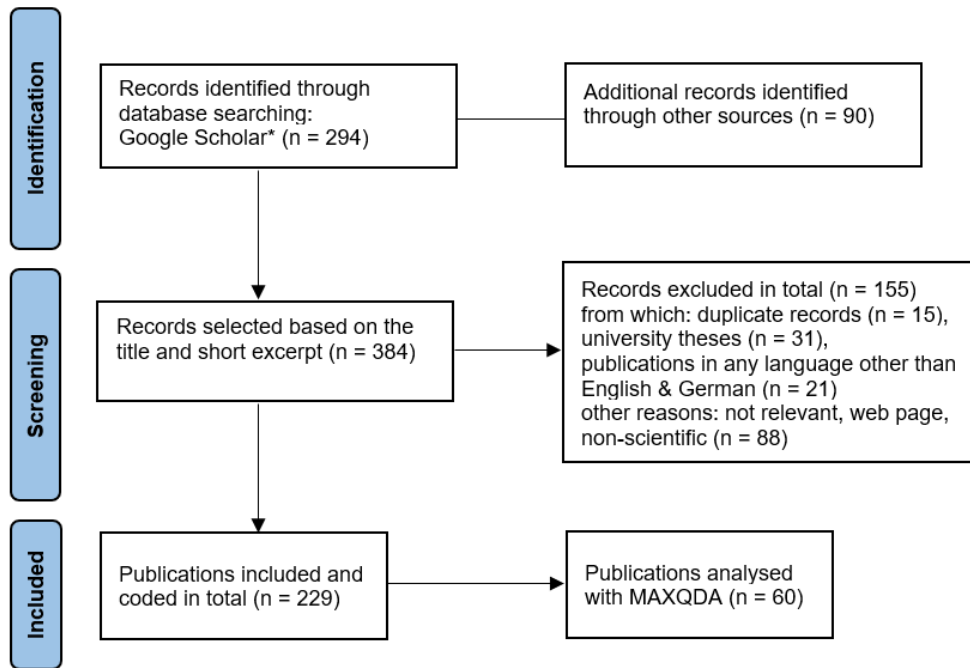 Identification
Records identified through
database searching:
Google Scholar* (n = 294)
Additional records identified
through other sources (n = 90)
Screening
Records selected based on the
title and short excerpt (n = 384)
Records excluded in total (n = 155)
from which: duplicate records (n = 15),
university theses (n = 31),
publications in any language other than
English & German (n = 21)
other reasons: not relevant, web page,
non-scientific (n = 88)
Included
Publications included and
coded in total (n = 229)
Publications analysed
with MAXQDA (n = 60)